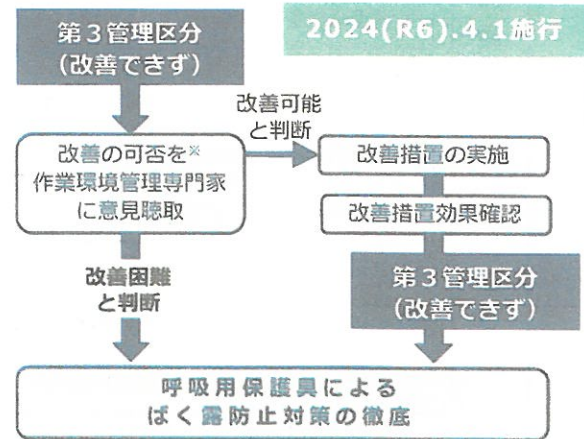 2024(R6).4.1施行
第3管理区分
(改善できず)
改善の可否を※
作業環境管理専門家
に意見聴取
改善可能
と判断
改善措置の実施
改善措置効果確認
第3管理区分
(改善できず)
改善困難
と判断
呼吸用保護具による
ばく露防止対策の徹底